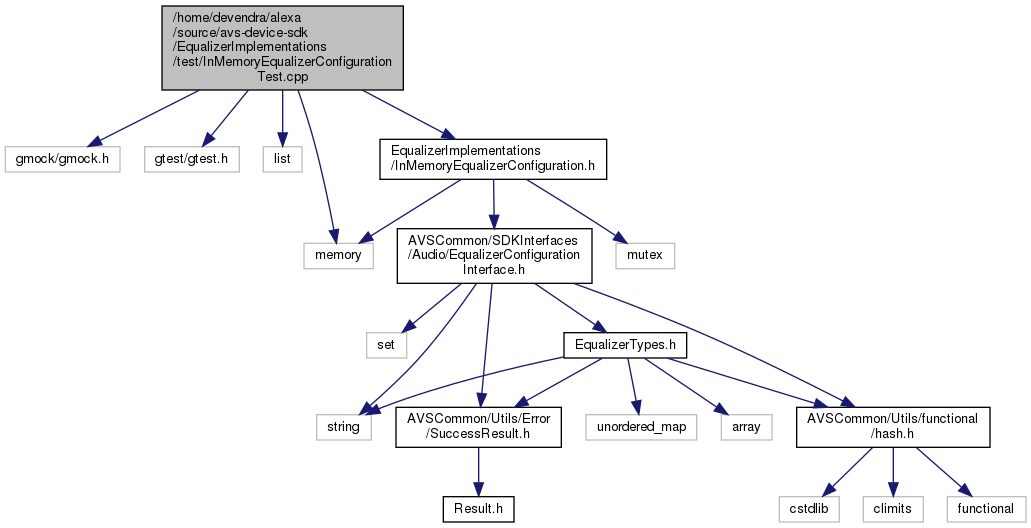 /home/devendra/alexa
/source/avs-device-sdk
/EqualizerImplementations
/test/InMemoryEqualizerConfiguration
Test.cpp
gmock/gmock.h
gtest/gtest.h
list
EqualizerImplementations
/InMemoryEqualizerConfiguration.h
memory
AVSCommon/SDKInterfaces
/Audio/EqualizerConfiguration
Interface.h
mutex
set
EqualizerTypes.h
string
AVSCommon/Utils/Error
/SuccessResult.h
unordered_map
array
AVSCommon/Utils/functional
/hash.h
Result.h
cstdlib
climits
functional